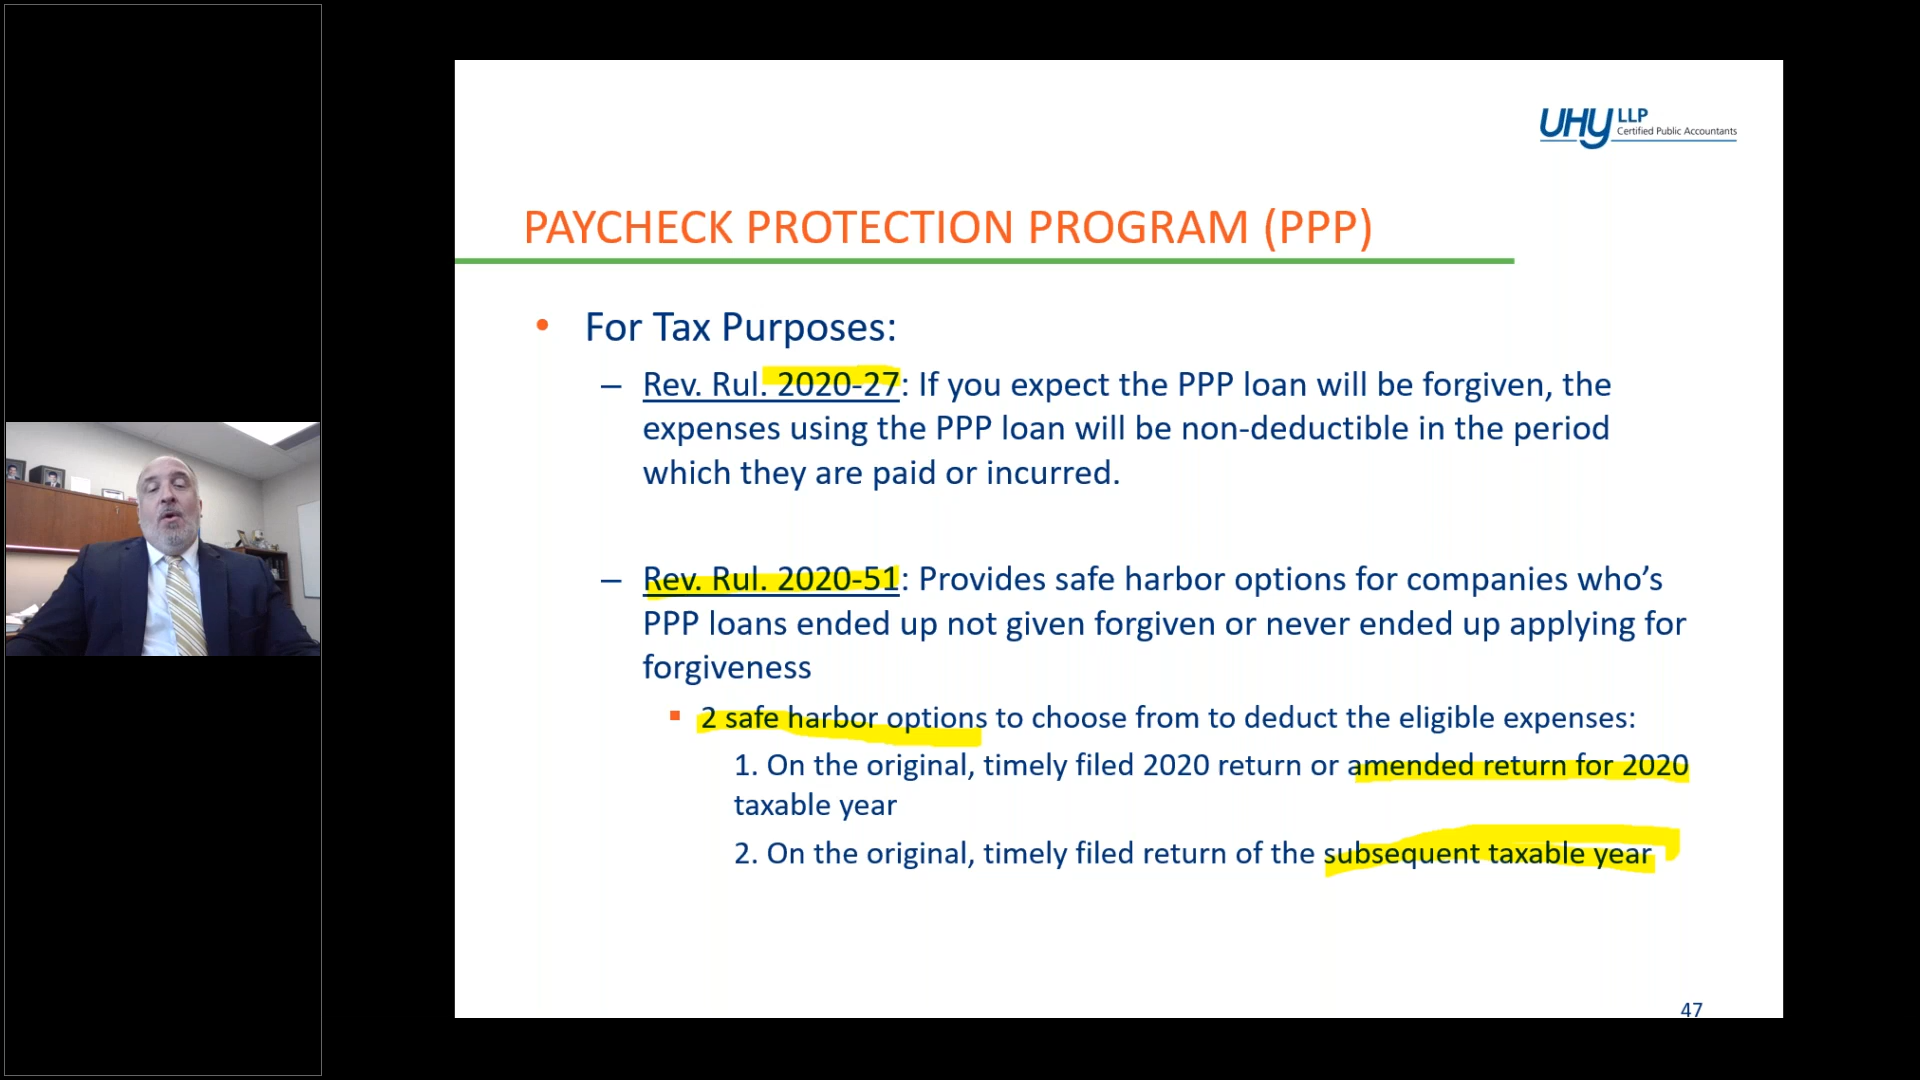 UHY LLP
Certified Public Accountants
PAYCHECK PROTECTION PROGRAM (PPP)
• For Tax Purposes:
– Rev. Rul. 2020-27: If you expect the PPP loan will be forgiven, the
expenses using the PPP loan will be non-deductible in the period
which they are paid or incurred.
– Rev. Rul. 2020-51: Provides safe harbor options for companies who’s
PPP loans ended up not given forgiven or never ended up applying for
forgiveness
▪ 2 safe harbor options to choose from to deduct the eligible expenses:
1. On the original, timely filed 2020 return or amended return for 2020
taxable year
2. On the original, timely filed return of the subsequent taxable year
47